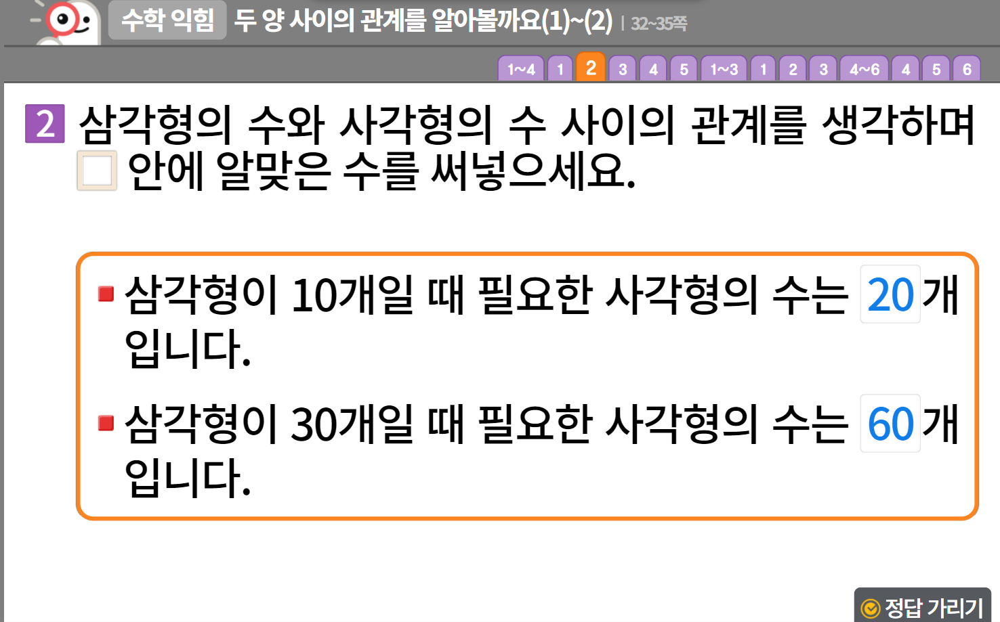 수학 익힘 두 양 사이의 관계를 알아볼까요(1)~(2) | 32~35쪽
1~4 1 2 3 4 5 1~3 1 2 3 4~6 4 5 6
2 삼각형의 수와 사각형의 수 사이의 관계를 생각하며
안에 알맞은 수를 써넣으세요.
삼각형이 10개일 때 필요한 사각형의 수는 20개
입니다.
삼각형이 30개일 때 필요한 사각형의 수는 60개
입니다.
정답 가리기